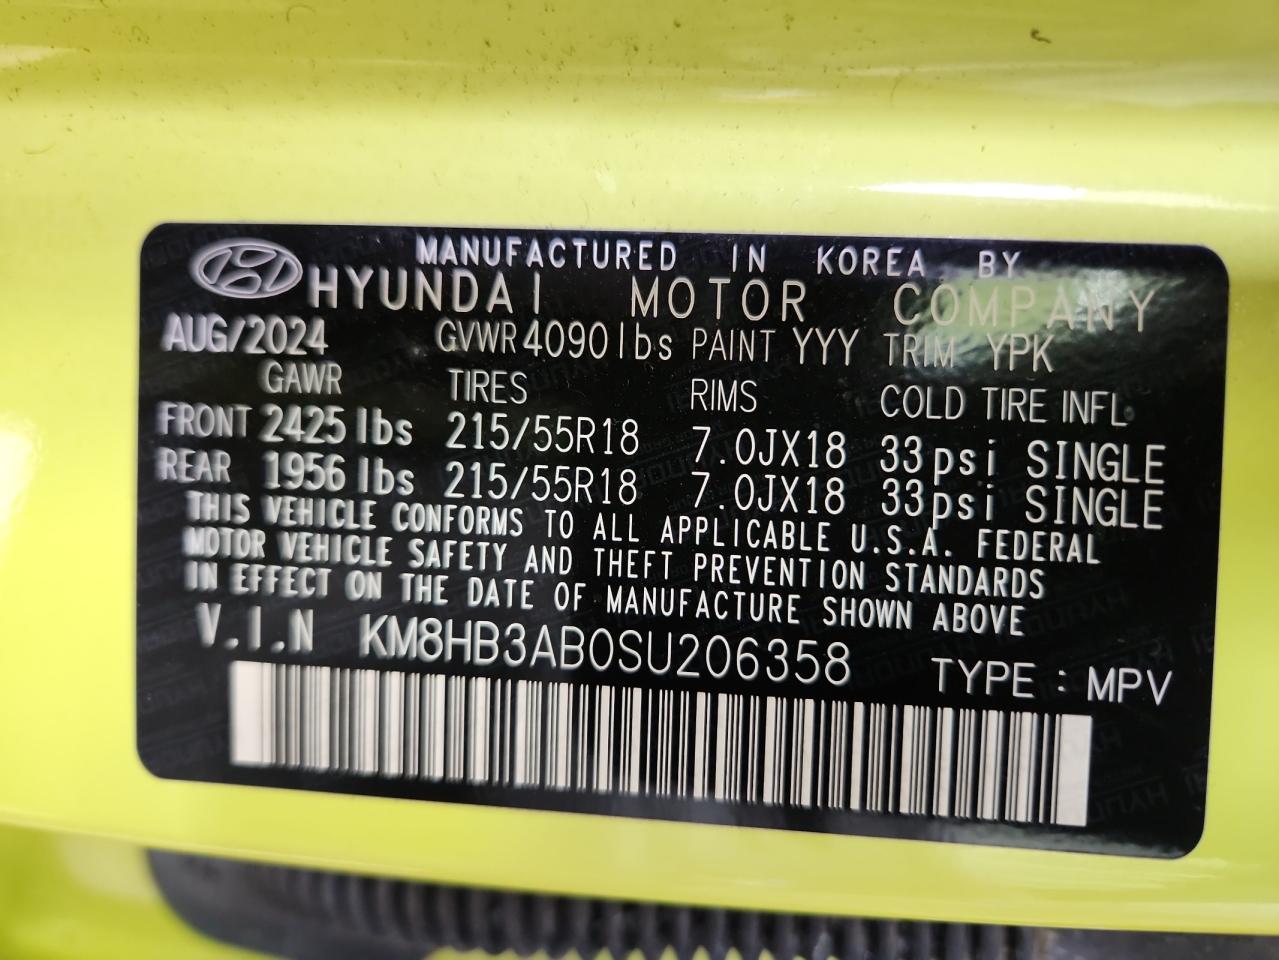 MANUFACTURED IN KOREA BY
HYUNDAI MOTOR COMPANY
AUG/2024 GVWR 4090 lbs PAINT YYY TRIM YPK
GAWR TIRES RIMS COLD TIRE INFL.
FRONT 2425 lbs 215/55R18 7.0JX18 33psi SINGLE
REAR 1956 lbs 215/55R18 7.0JX18 33psi SINGLE
THIS VEHICLE CONFORMS TO ALL APPLICABLE U.S.A. FEDERAL
MOTOR VEHICLE SAFETY AND THEFT PREVENTION STANDARDS
IN EFFECT ON THE DATE OF MANUFACTURE SHOWN ABOVE
V.I.N KM8HB3AB0SU206358 TYPE : MPV